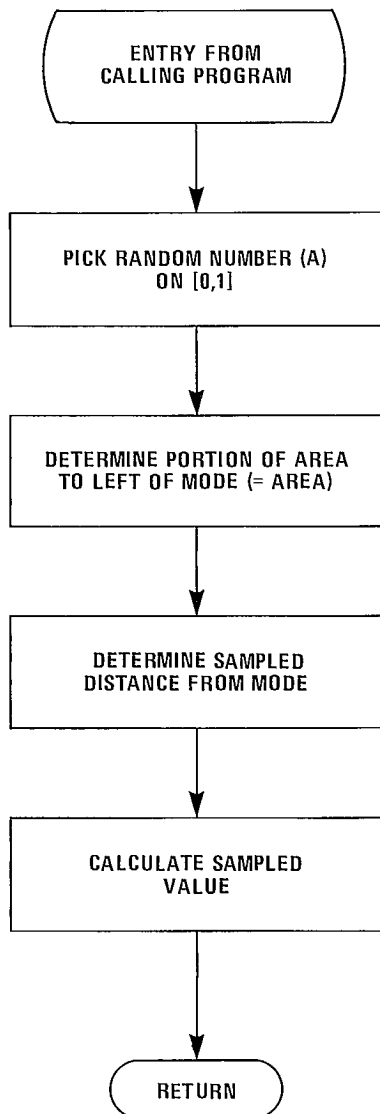 ENTRY FROM
CALLING PROGRAM
PICK RANDOM NUMBER (A)
ON [0,1]
DETERMINE PORTION OF AREA
TO LEFT OF MODE (= AREA)
DETERMINE SAMPLED
DISTANCE FROM MODE
CALCULATE SAMPLED
VALUE
RETURN